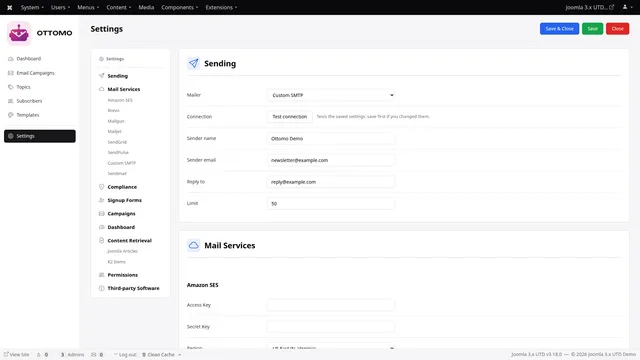 System Users Menus Content Media Components Extensions Joomla 3.x UTD...
OTTOMO
Settings
Save & Close Save Close
Dashboard
Email Campaigns
Topics
Subscribers
Templates
Settings
Settings
Sending
Mail Services
Amazon SES
Brevo
Mailgun
Mailjet
SendGrid
SendPulse
Custom SMTP
Sendmail
Compliance
Signup Forms
Campaigns
Dashboard
Content Retrieval
Joomla Articles
K2 Items
Permissions
Third-party Software
Sending
Mailer Custom SMTP
Connection Test connection Tests the saved settings: save first if you changed them.
Sender name Ottomo Demo
Sender email newsletter@example.com
Reply to reply@example.com
Limit 50
Mail Services
Amazon SES
Access Key
Secret Key
Region
View Site 0 3 Admins 0 Log out Clean Cache Joomla 3.x UTD v3.18.0 — © 2026 Joomla 3.x UTD Demo